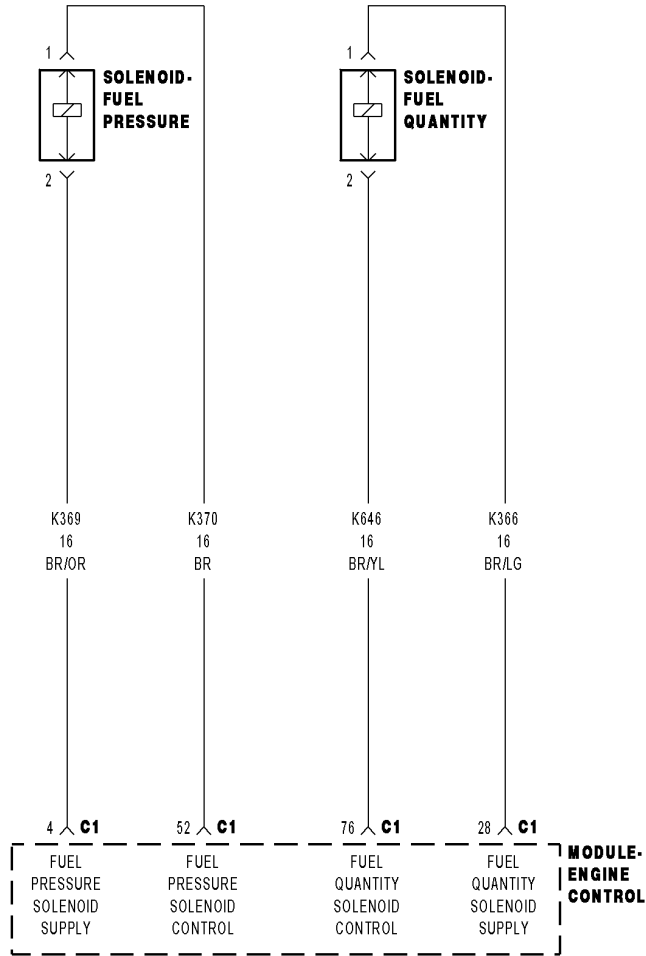 1
SOLENOID-
FUEL
PRESSURE
2
1
SOLENOID-
FUEL
QUANTITY
2
K369
16
BR/OR
K370
16
BR
K646
16
BR/YL
K366
16
BR/LG
4 C1
52 C1
76 C1
28 C1
FUEL
PRESSURE
SOLENOID
SUPPLY
FUEL
PRESSURE
SOLENOID
CONTROL
FUEL
QUANTITY
SOLENOID
CONTROL
FUEL
QUANTITY
SOLENOID
SUPPLY
MODULE-
ENGINE
CONTROL